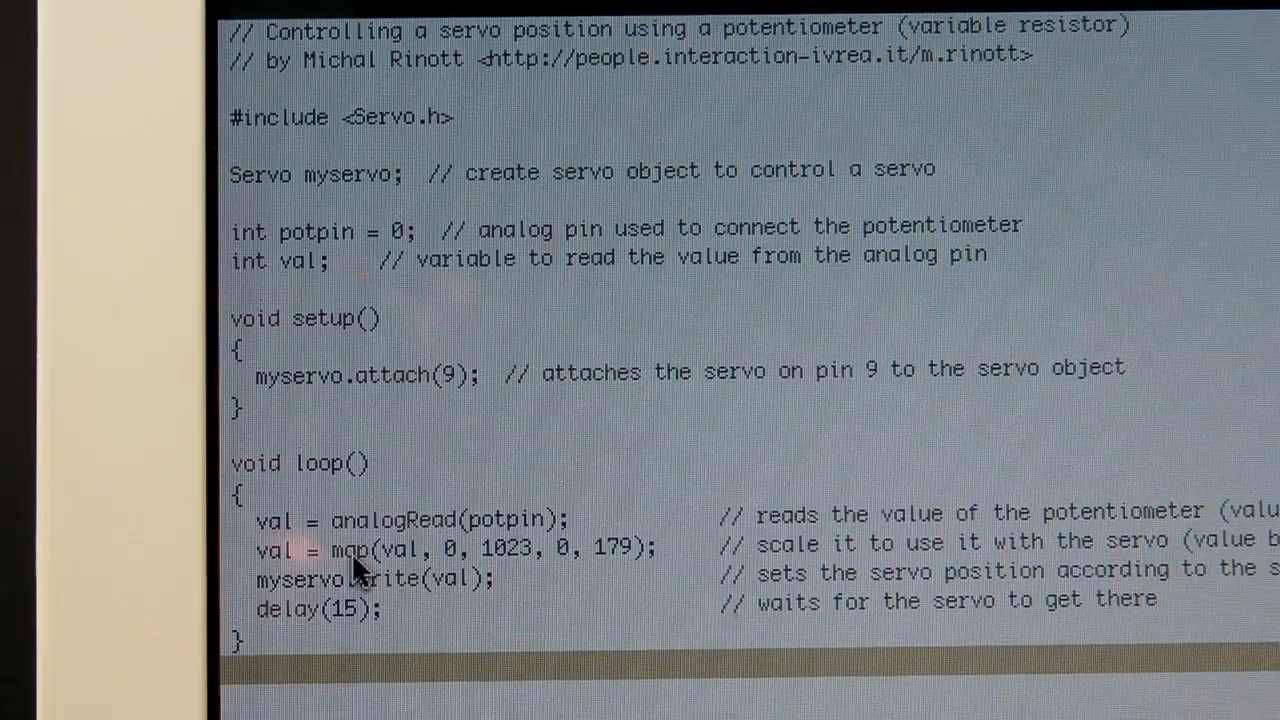 // Controlling a servo position using a potentiometer (variable resistor)
// by Michal Rinott <http://people.interaction-ivrea.it/m.rinott>
#include <Servo.h>
Servo myservo;  // create servo object to control a servo
int potpin = 0;  // analog pin used to connect the potentiometer
int val;    // variable to read the value from the analog pin
void setup()
{
  myservo.attach(9);  // attaches the servo on pin 9 to the servo object
}
void loop()
{
  val = analogRead(potpin);            // reads the value of the potentiometer (valu
  val = map(val, 0, 1023, 0, 179);     // scale it to use it with the servo (value b
  myservo.write(val);                  // sets the servo position according to the s
  delay(15);                           // waits for the servo to get there
}